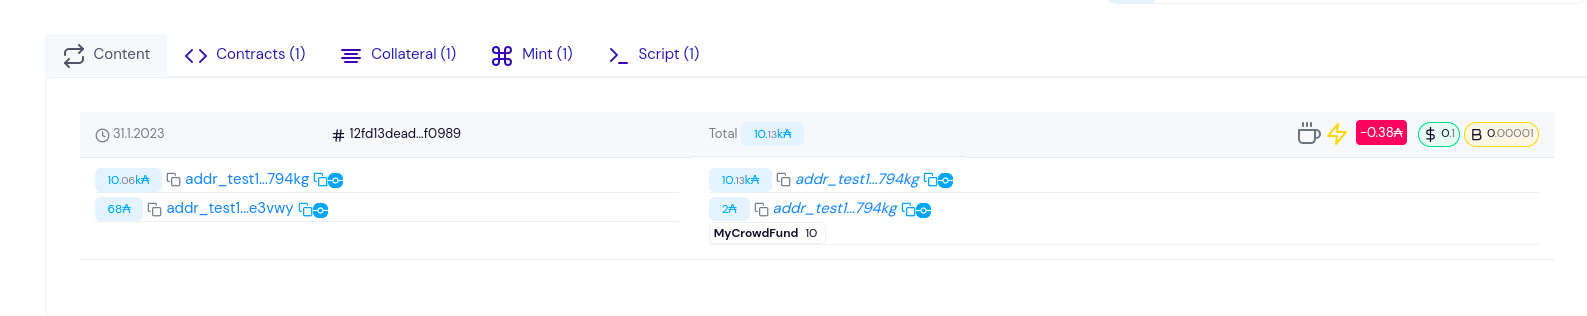 Content Contracts (1) Collateral (1) Mint (1) Script (1)
31.1.2023 # 12fd13dead...f0989 Total 10.13k₳ -0.38₳ $ 0.1 B 0.00001
10.06k₳ addr_test1...794kg 10.13k₳ addr_test1...794kg
68₳ addr_test1...e3vwy 2₳ addr_test1...794kg
MyCrowdFund 10